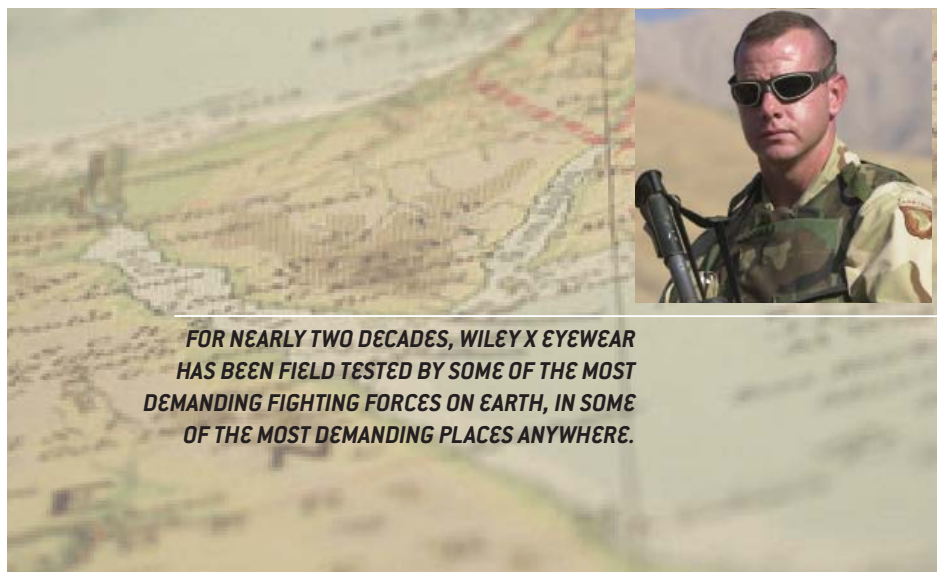 FOR NEARLY TWO DECADES, WILEY X EYEWEAR
HAS BEEN FIELD TESTED BY SOME OF THE MOST
DEMANDING FIGHTING FORCES ON EARTH, IN SOME
OF THE MOST DEMANDING PLACES ANYWHERE.